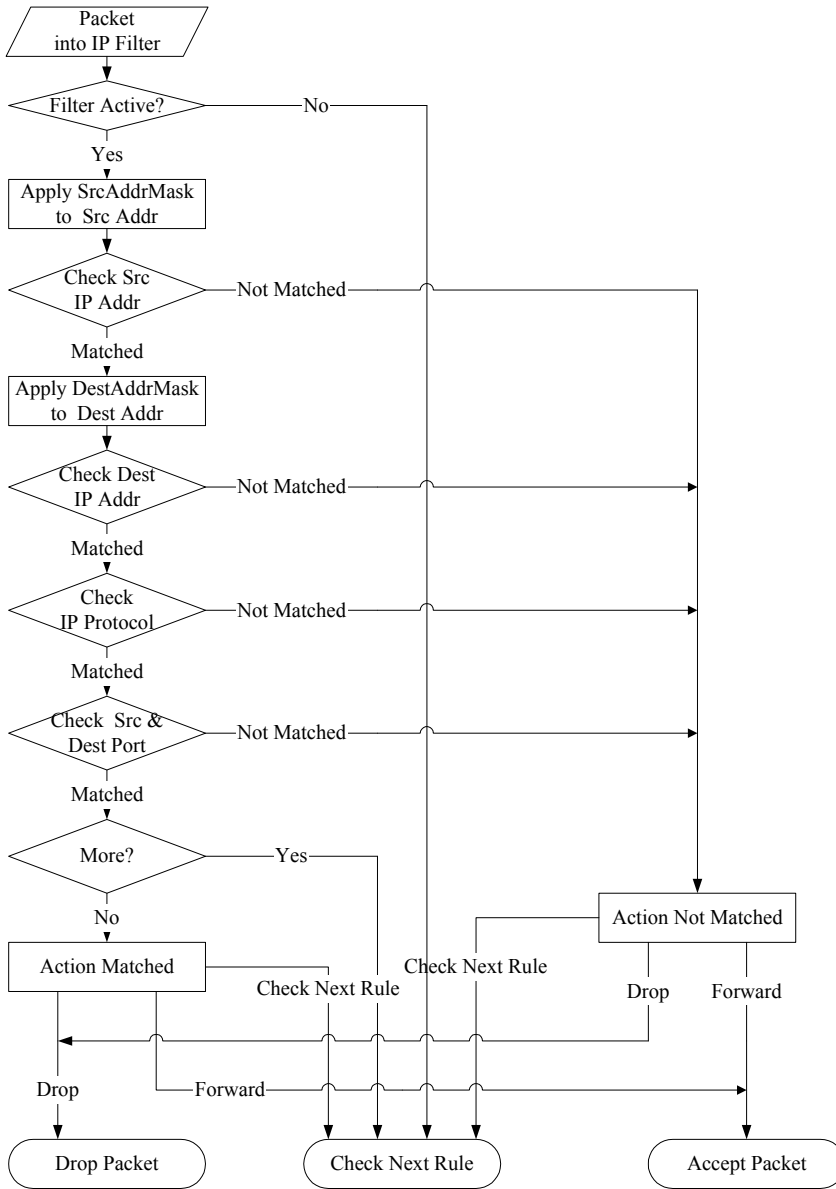 Packet
into IP Filter
Filter Active?
No
Yes
Apply SrcAddrMask
to Src Addr
Check Src
IP Addr
Not Matched
Matched
Apply DestAddrMask
to Dest Addr
Check Dest
IP Addr
Not Matched
Matched
Check
IP Protocol
Not Matched
Matched
Check Src &
Dest Port
Not Matched
Matched
More?
Yes
No
Action Not Matched
Action Matched
Check Next Rule
Check Next Rule
Drop
Forward
Drop
Forward
Drop Packet
Check Next Rule
Accept Packet